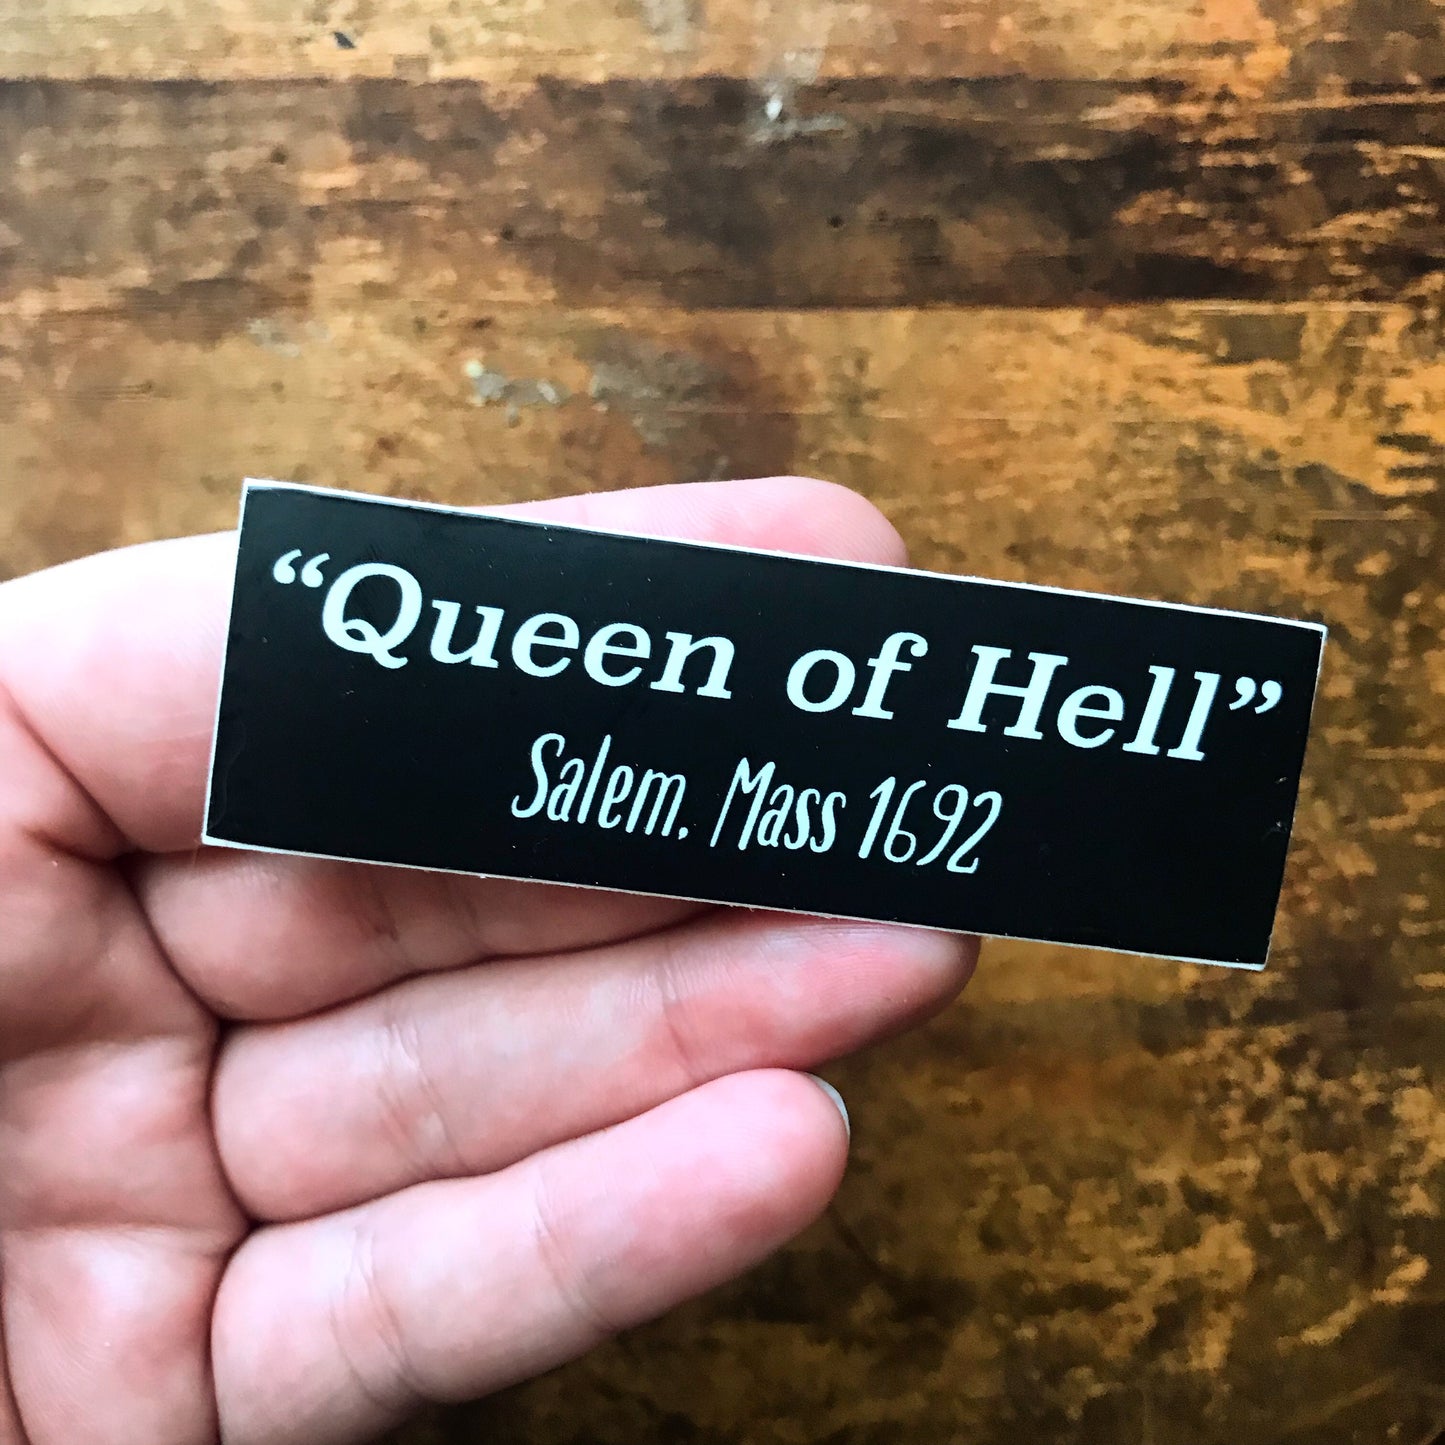 “Queen of Hell”
Salem. Mass 1692